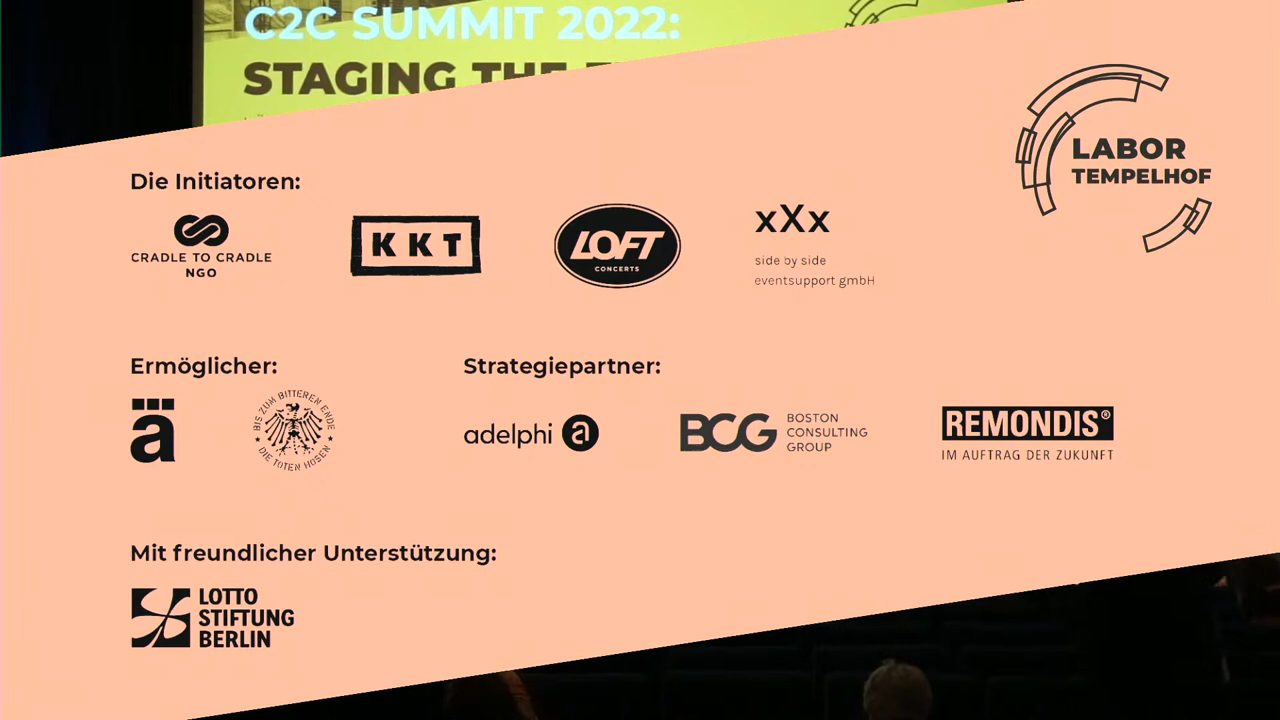 C2C SUMMIT 2022:
STAGING THE
LABOR
TEMPELHOF
Die Initiatoren:
CRADLE TO CRADLE
NGO
KKT
LOFT
CONCERTS
xXx
side by side
eventsupport gmbH
Ermöglicher:
ä
BIS ZUM BITTEREN ENDE
DIE TOTEN HOSEN
Strategiepartner:
adelphi a
BCG
BOSTON
CONSULTING
GROUP
REMONDIS®
IM AUFTRAG DER ZUKUNFT
Mit freundlicher Unterstützung:
LOTTO
STIFTUNG
BERLIN